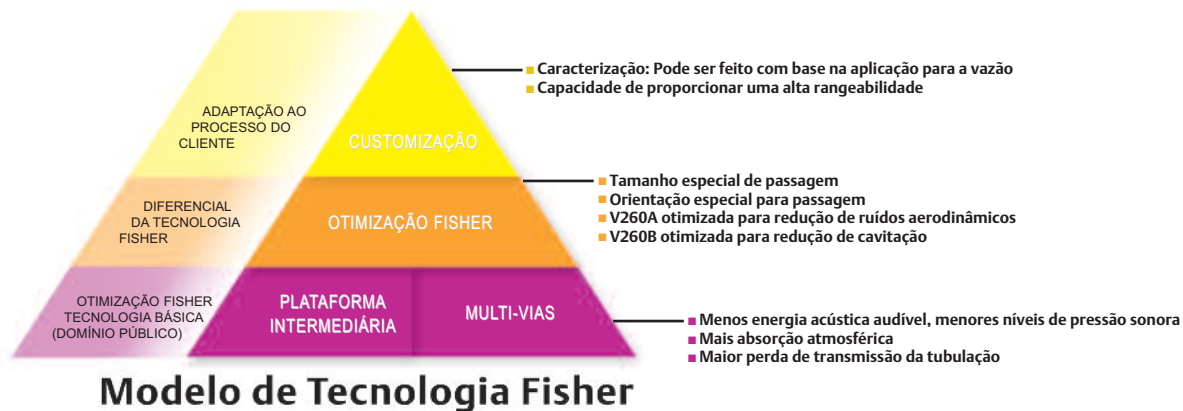 ADAPTAÇÃO AO
PROCESSO DO
CLIENTE
CUSTOMIZAÇÃO
■ Caracterização: Pode ser feito com base na aplicação para a vazão
■ Capacidade de proporcionar uma alta rangeabilidade
DIFERENCIAL
DA TECNOLOGIA
FISHER
OTIMIZAÇÃO FISHER
■ Tamanho especial de passagem
■ Orientação especial para passagem
■ V260A otimizada para redução de ruídos aerodinâmicos
■ V260B otimizada para redução de cavitação
OTIMIZAÇÃO FISHER
TECNOLOGIA BÁSICA
(DOMÍNIO PÚBLICO)
PLATAFORMA
INTERMEDIÁRIA
MULTI-VIAS
■ Menos energia acústica audível, menores níveis de pressão sonora
■ Mais absorção atmosférica
■ Maior perda de transmissão da tubulação
Modelo de Tecnologia Fisher